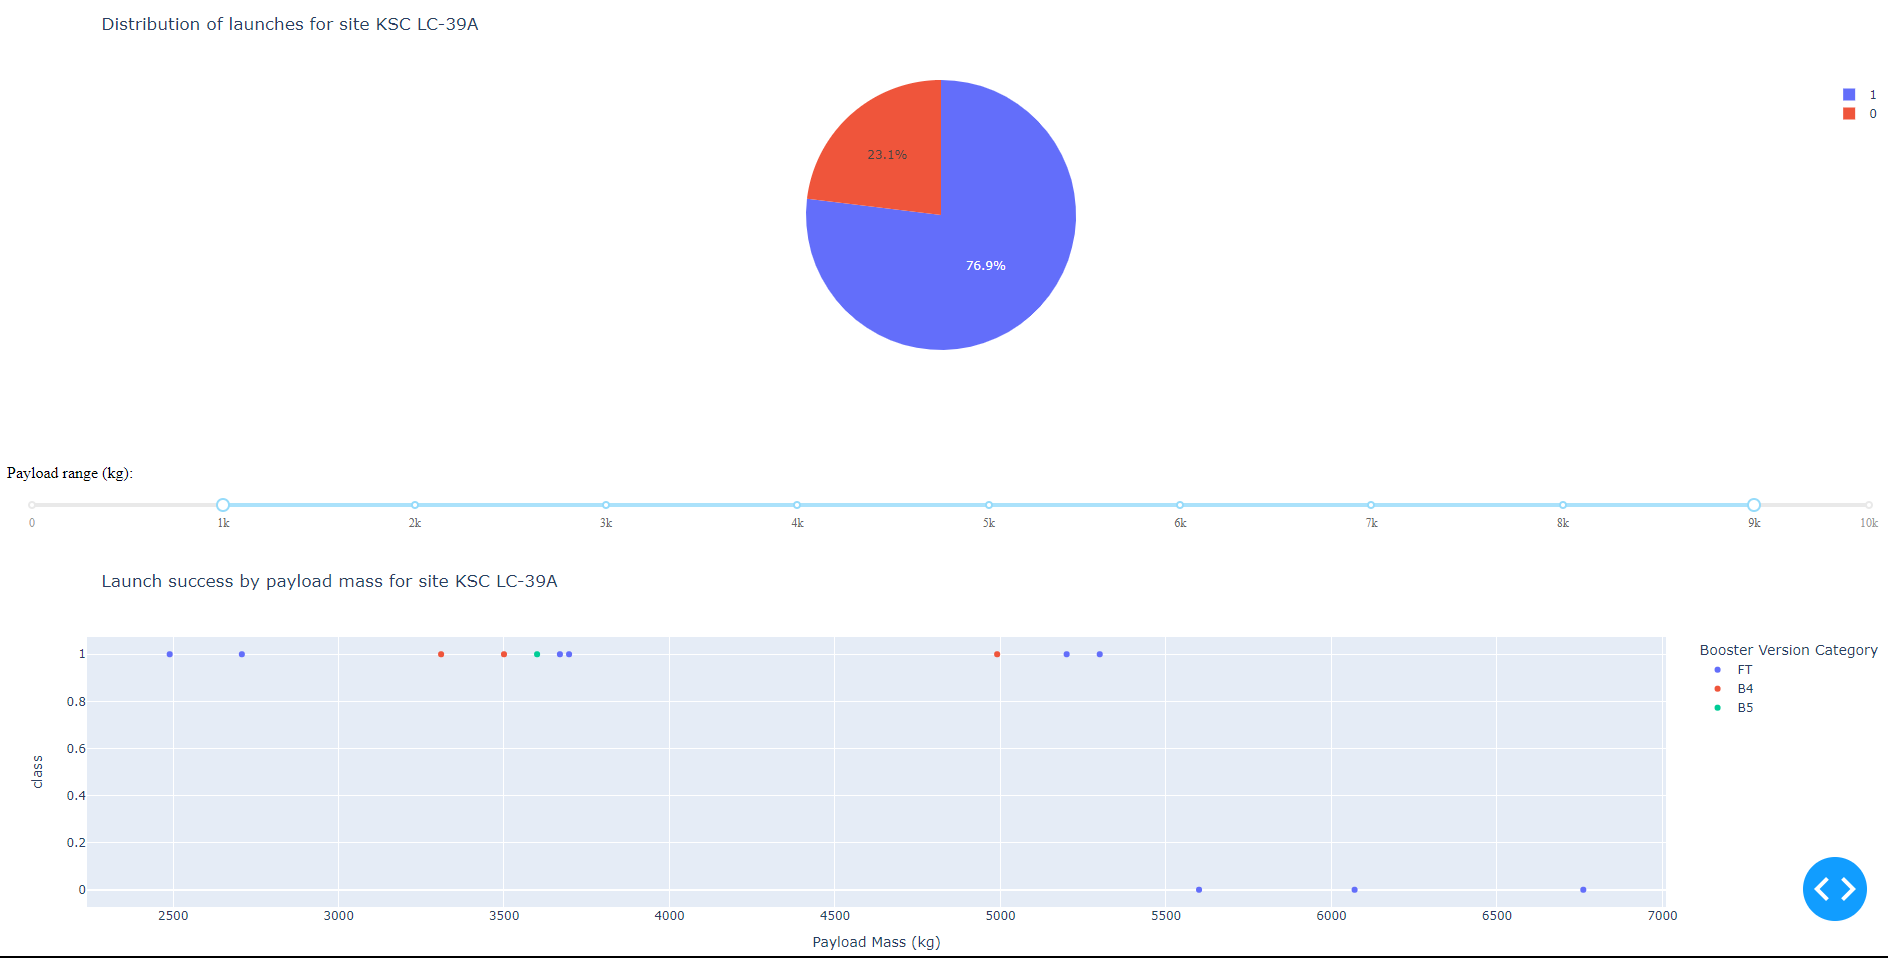 Distribution of launches for site KSC LC-39A
1
0
23.1%
76.9%
Payload range (kg):
0 1k 2k 3k 4k 5k 6k 7k 8k 9k 10k
Launch success by payload mass for site KSC LC-39A
Booster Version Category
FT
B4
B5
1
0.8
0.6
0.4
0.2
0
class
2500 3000 3500 4000 4500 5000 5500 6000 6500 7000
Payload Mass (kg)